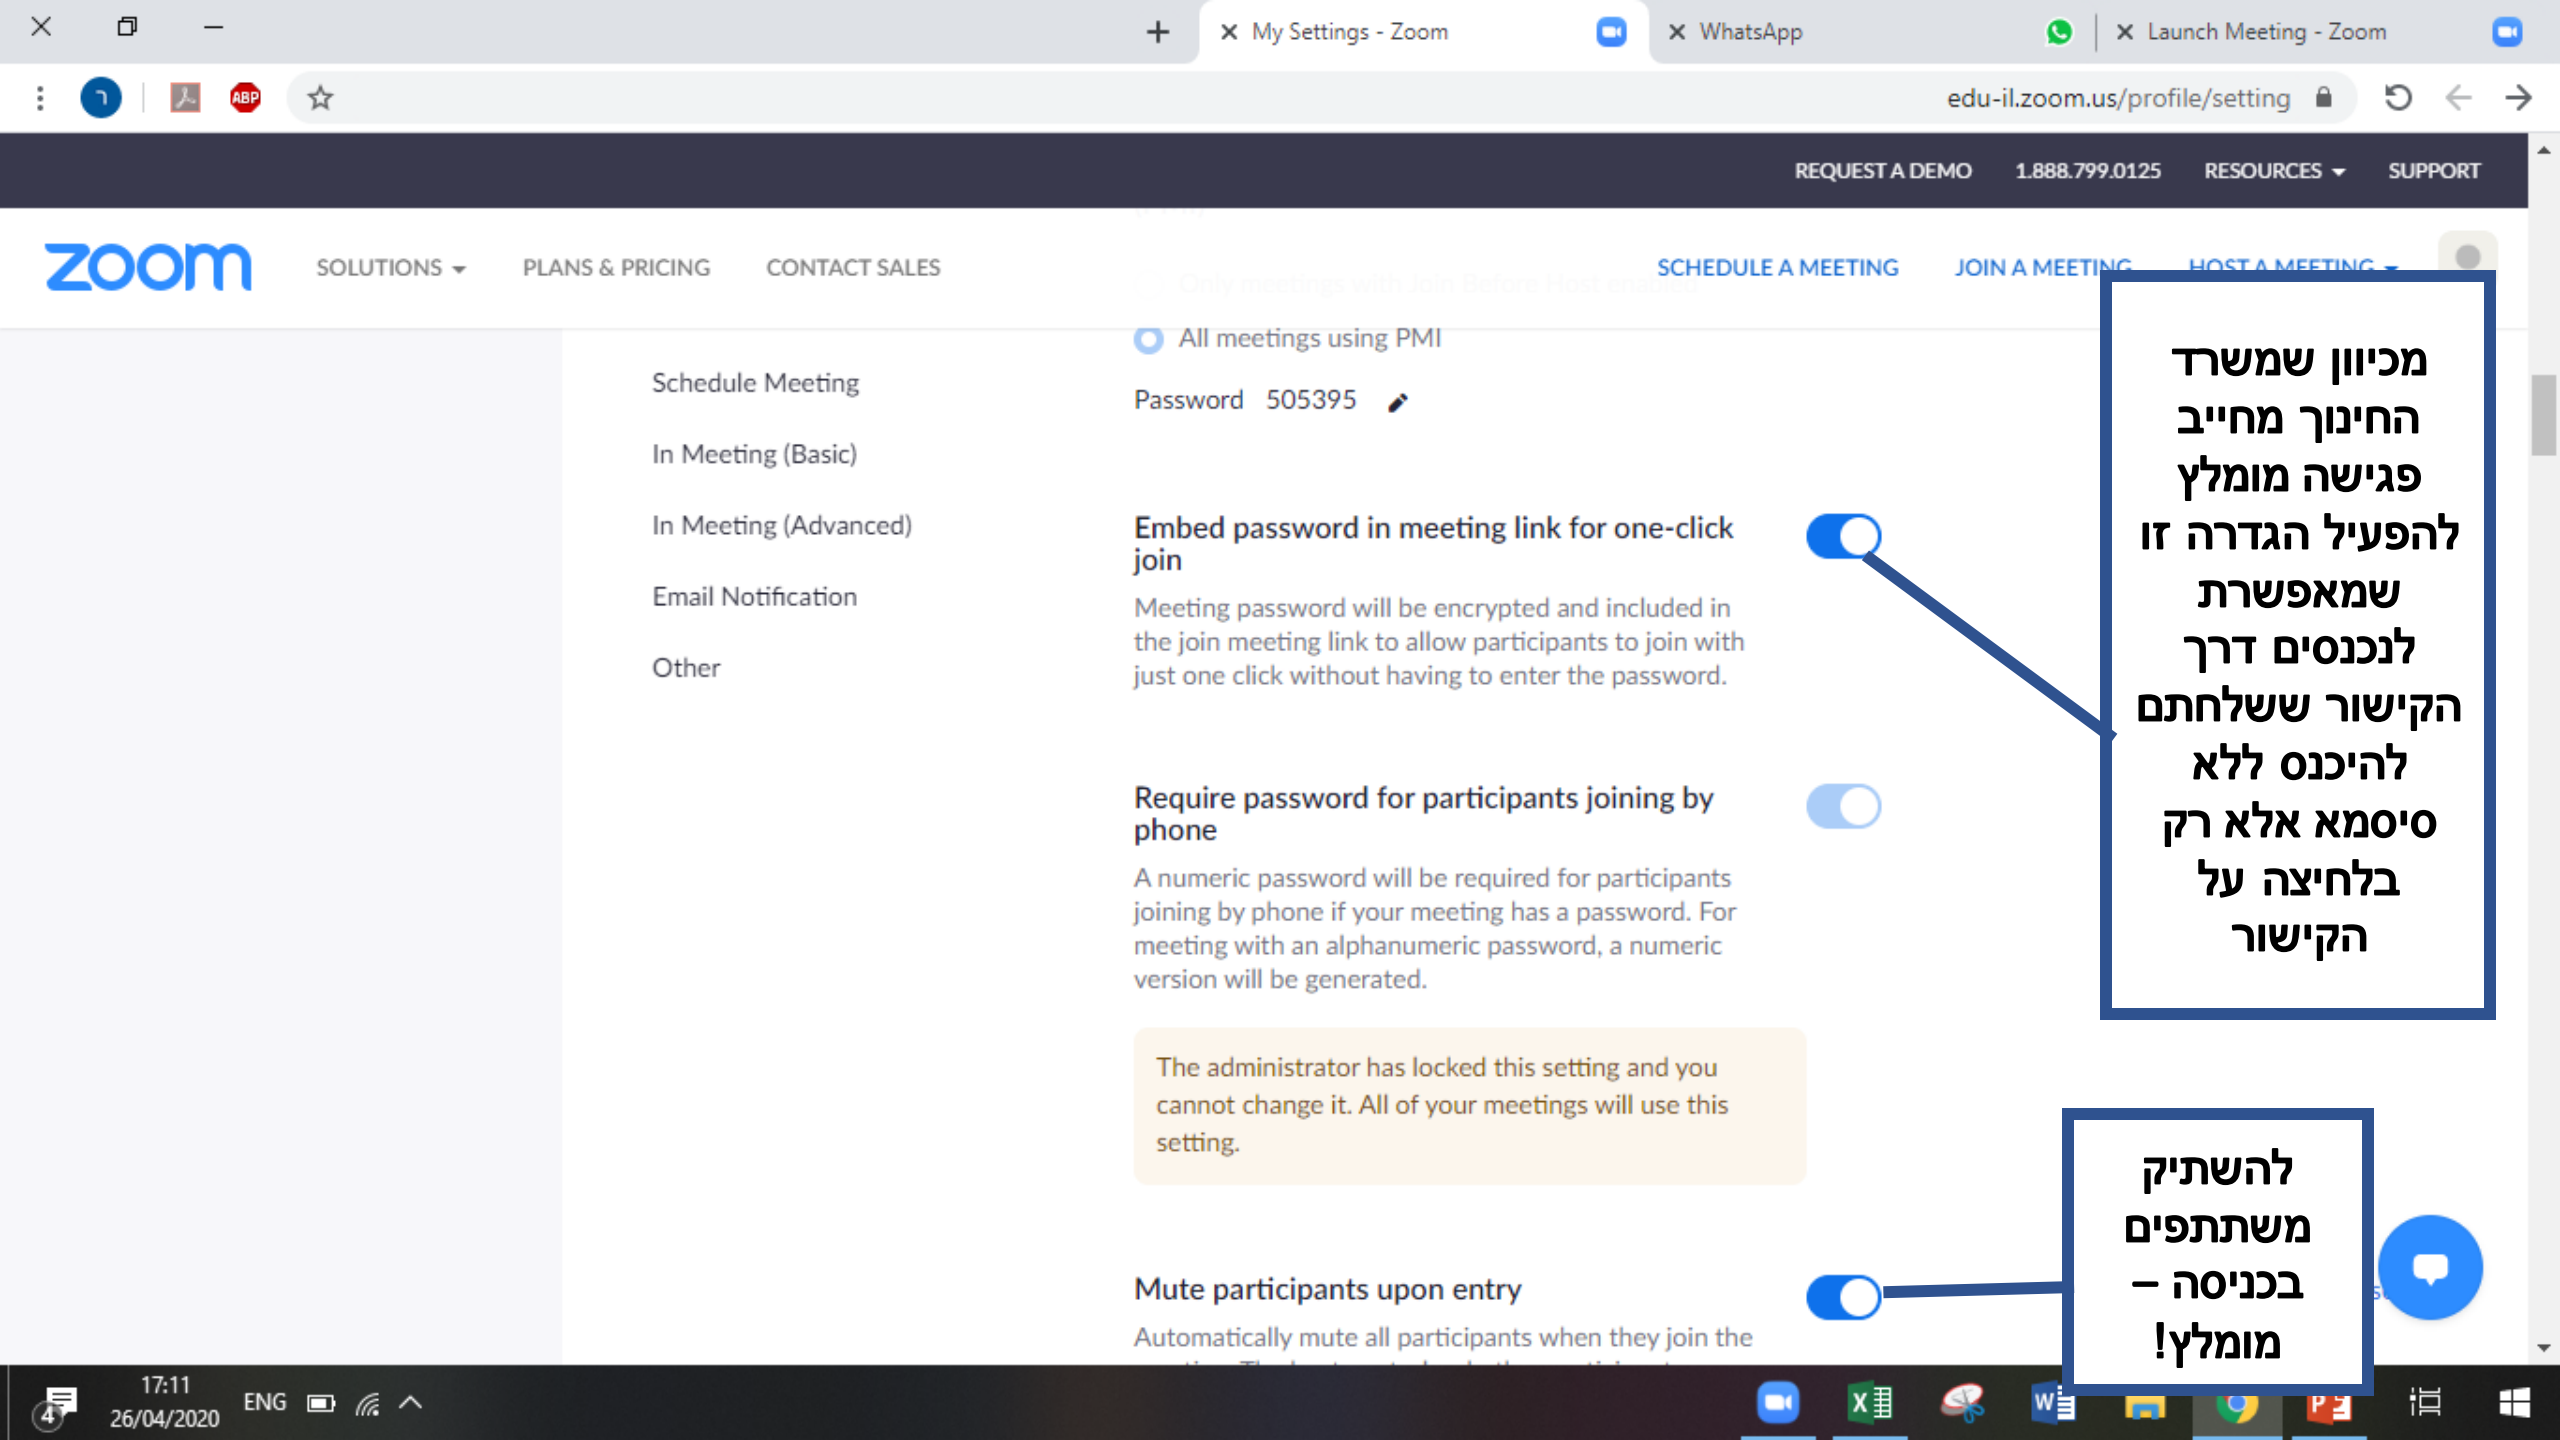 My Settings - Zoom
WhatsApp
Launch Meeting - Zoom
ר
ABP
edu-il.zoom.us/profile/setting
REQUEST A DEMO 1.888.799.0125 RESOURCES SUPPORT
zoom SOLUTIONS PLANS & PRICING CONTACT SALES SCHEDULE A MEETING JOIN A MEETING HOST A MEETING
Only meetings with Join Before Host enabled
All meetings using PMI
Password 505395
Schedule Meeting
In Meeting (Basic)
In Meeting (Advanced)
Email Notification
Other
Embed password in meeting link for one-click
join
Meeting password will be encrypted and included in
the join meeting link to allow participants to join with
just one click without having to enter the password.
Require password for participants joining by
phone
A numeric password will be required for participants
joining by phone if your meeting has a password. For
meeting with an alphanumeric password, a numeric
version will be generated.
The administrator has locked this setting and you
cannot change it. All of your meetings will use this
setting.
Mute participants upon entry
Automatically mute all participants when they join the
מכיוון שמשרד
החינוך מחייב
פגישה מומלץ
להפעיל הגדרה זו
שמאפשרת
לנכנסים דרך
הקישור ששלחתם
להיכנס ללא
סיסמא אלא רק
בלחיצה על
הקישור
להשתיק
משתתפים
בכניסה –
מומלץ!
4
17:11
26/04/2020
ENG